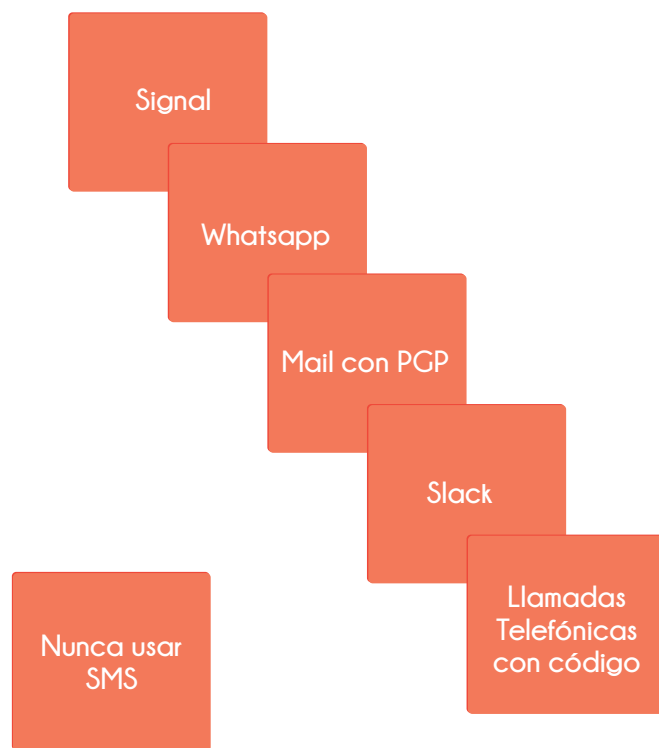 Signal
Whatsapp
Mail con PGP
Slack
Llamadas
Telefónicas
con código
Nunca usar
SMS